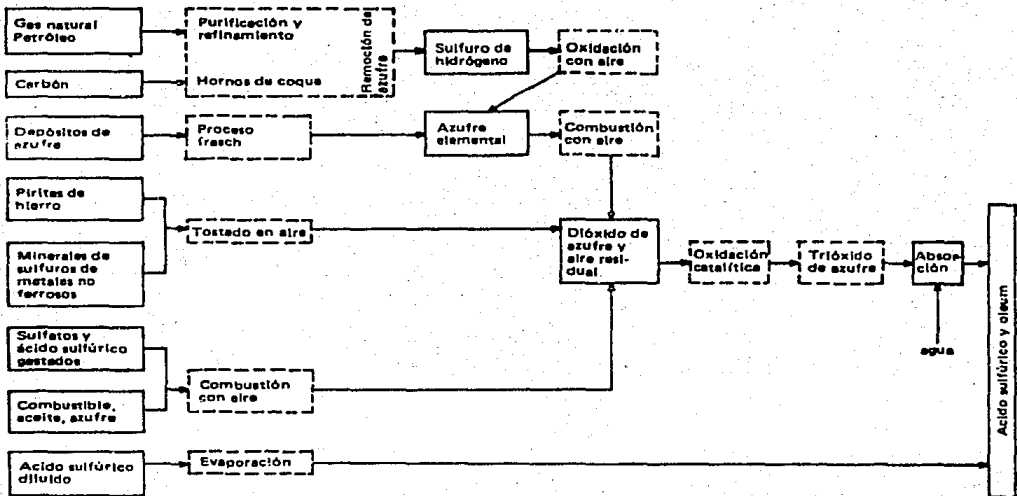 Gas natural
Petróleo
Purificación y
refinamiento
Remoción de
azufre
Sulfuro de
hidrógeno
Oxidación
con aire
Carbón
Hornos de coque
Depósitos de
azufre
Proceso
frasch
Azufre
elemental
Combustión
con aire
Piritas de
hierro
Tostado en aire
Minerales de
sulfuros de
metales no
ferrosos
Dióxido de
azufre y
aire resi-
dual.
Oxidación
catalítica
Trióxido
de azufre
Absor-
ción
agua
Acido sulfúrico y oleum
Sulfatos y
ácido sulfúrico
gastados
Combustión
con aire
Combustible,
aceite, azufre
Acido sulfúrico
diluido
Evaporación